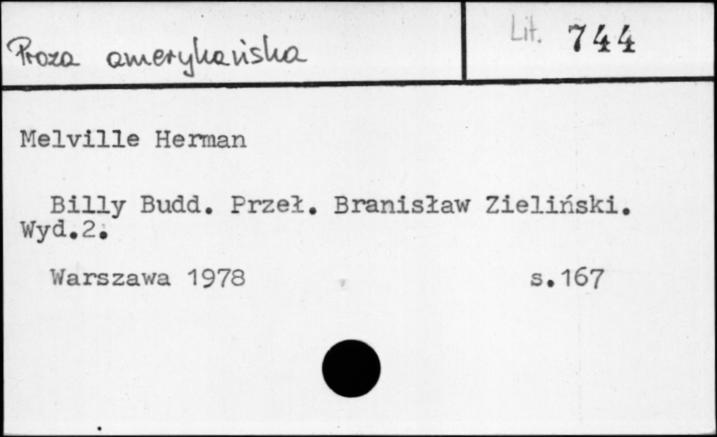 Proza amerykańska
Lit. 744
Melville Herman
Billy Budd. Przeł. Branisław Zieliński.
Wyd.2.
Warszawa 1978 s.167